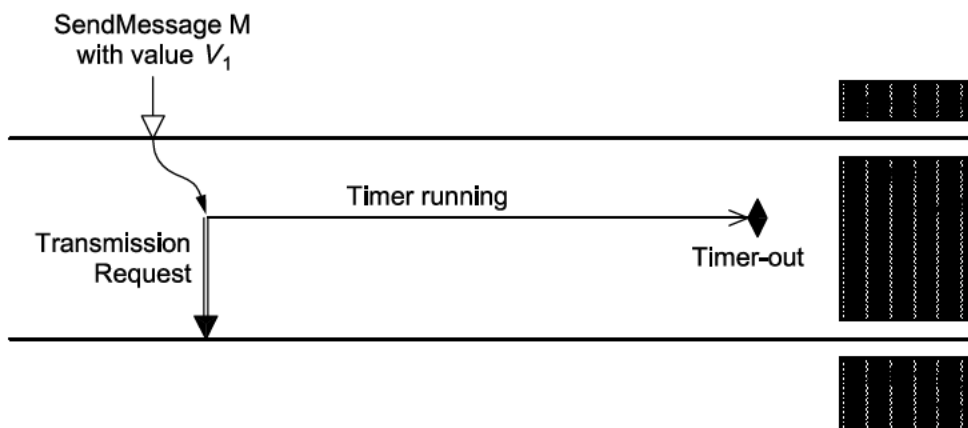 SendMessage M
with value V₁
Timer running
Transmission
Request
Timer-out